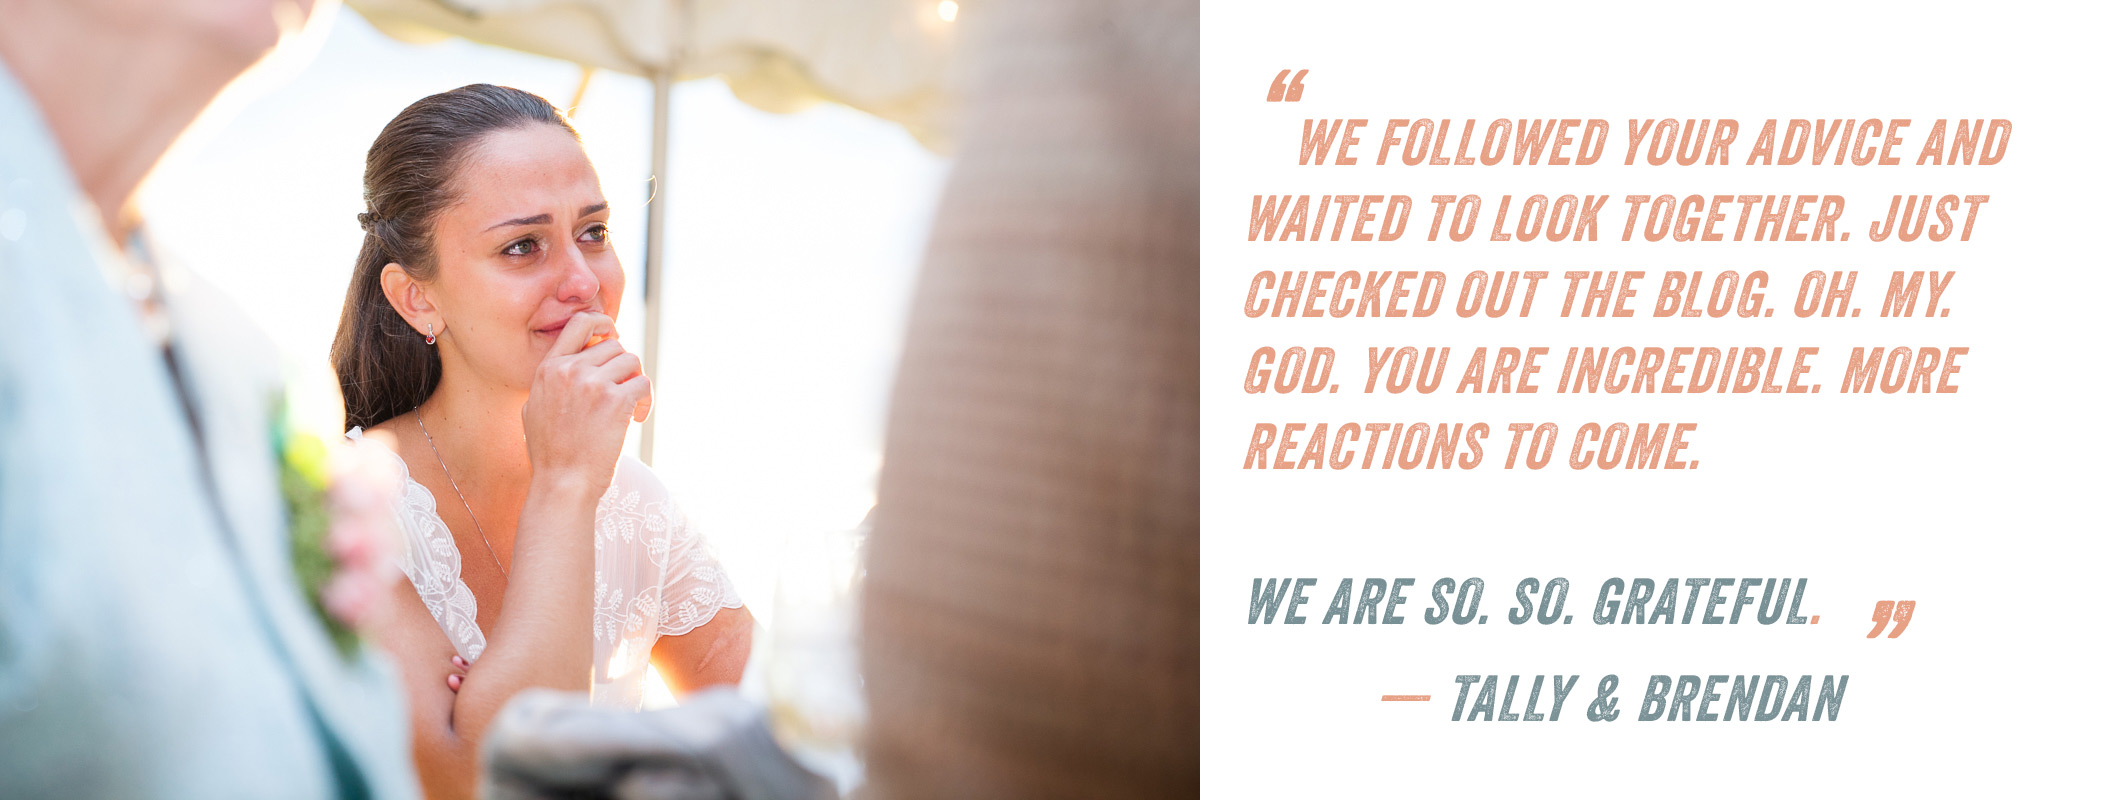 “
WE FOLLOWED YOUR ADVICE AND
WAITED TO LOOK TOGETHER. JUST
CHECKED OUT THE BLOG. OH. MY.
GOD. YOU ARE INCREDIBLE. MORE
REACTIONS TO COME.
WE ARE SO. SO. GRATEFUL. ”
— TALLY & BRENDAN